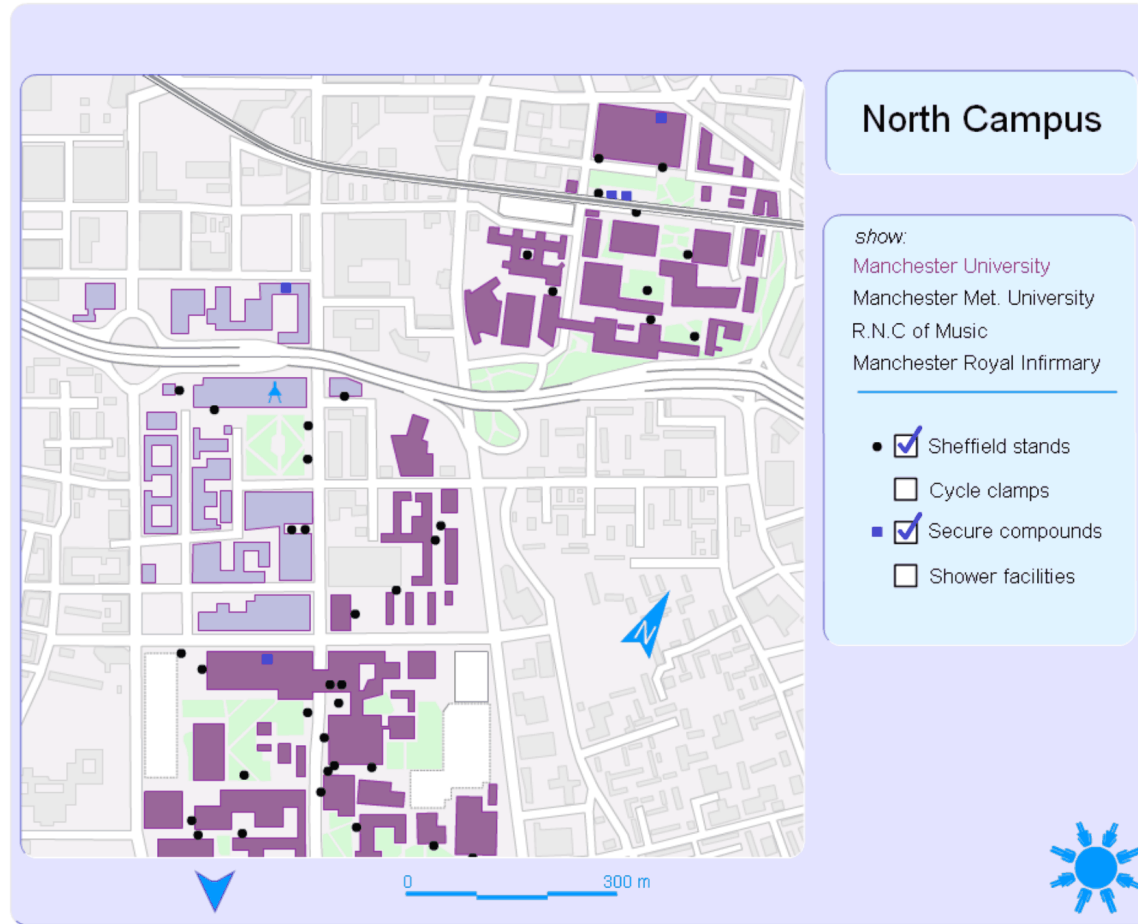 North Campus
show:
Manchester University
Manchester Met. University
R.N.C of Music
Manchester Royal Infirmary
Sheffield stands
Cycle clamps
Secure compounds
Shower facilities
N
0 300 m